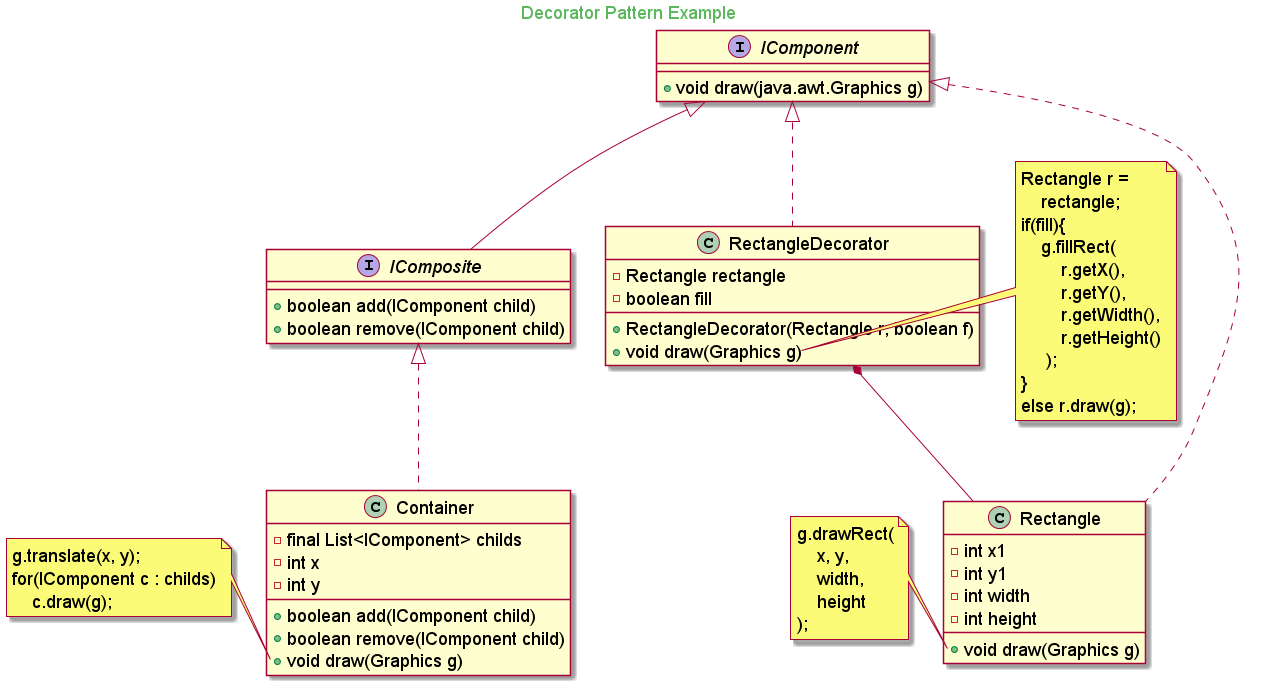 Decorator Pattern Example
I IComponent
void draw(java.awt.Graphics g)
Rectangle r =
rectangle;
if(fill){
g.fillRect(
r.getX(),
r.getY(),
r.getWidth(),
r.getHeight()
);
}
else r.draw(g);
C RectangleDecorator
Rectangle rectangle
boolean fill
RectangleDecorator(Rectangle r, boolean f)
void draw(Graphics g)
I IComposite
boolean add(IComponent child)
boolean remove(IComponent child)
C Container
final List<IComponent> childs
int x
int y
boolean add(IComponent child)
boolean remove(IComponent child)
void draw(Graphics g)
g.translate(x, y);
for(IComponent c : childs)
c.draw(g);
g.drawRect(
x, y,
width,
height
);
C Rectangle
int x1
int y1
int width
int height
void draw(Graphics g)